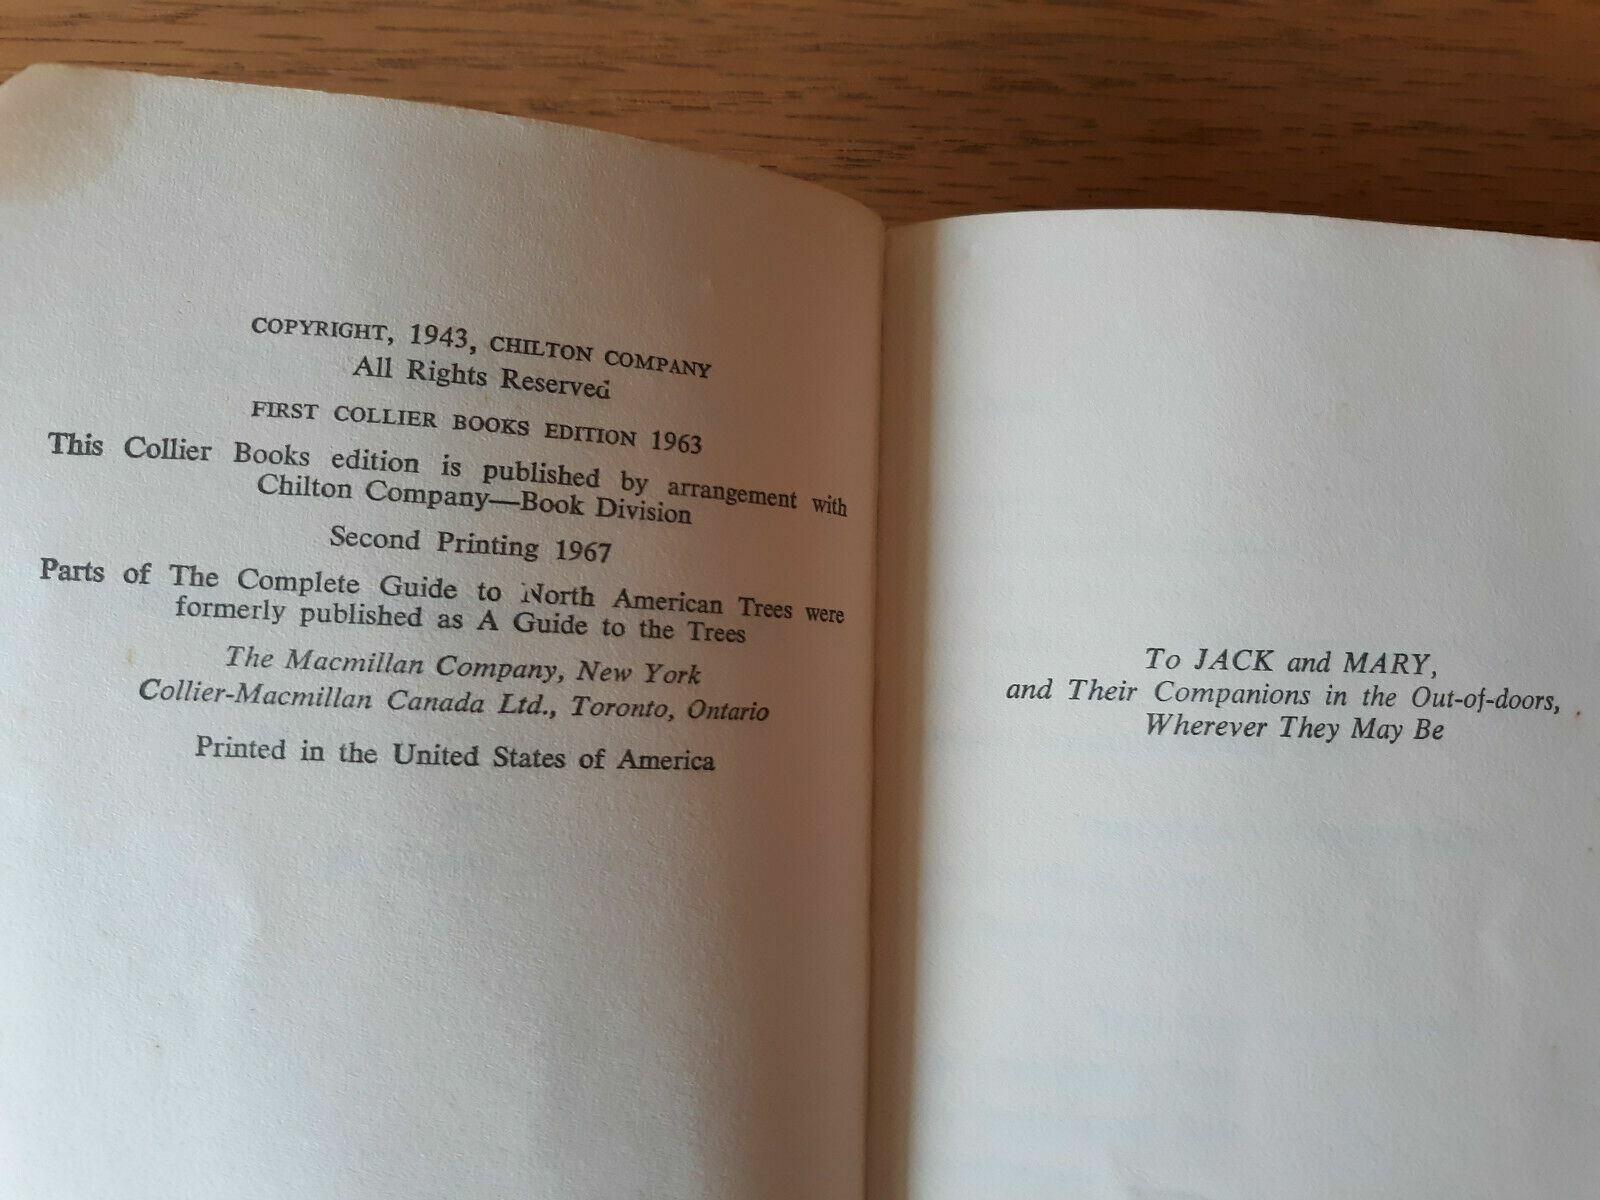 COPYRIGHT, 1943, CHILTON COMPANY
All Rights Reserved
FIRST COLLIER BOOKS EDITION 1963
This Collier Books edition is published by arrangement with
Chilton Company—Book Division
Second Printing 1967
Parts of The Complete Guide to North American Trees were
formerly published as A Guide to the Trees
The Macmillan Company, New York
Collier-Macmillan Canada Ltd., Toronto, Ontario
Printed in the United States of America
To JACK and MARY,
and Their Companions in the Out-of-doors,
Wherever They May Be